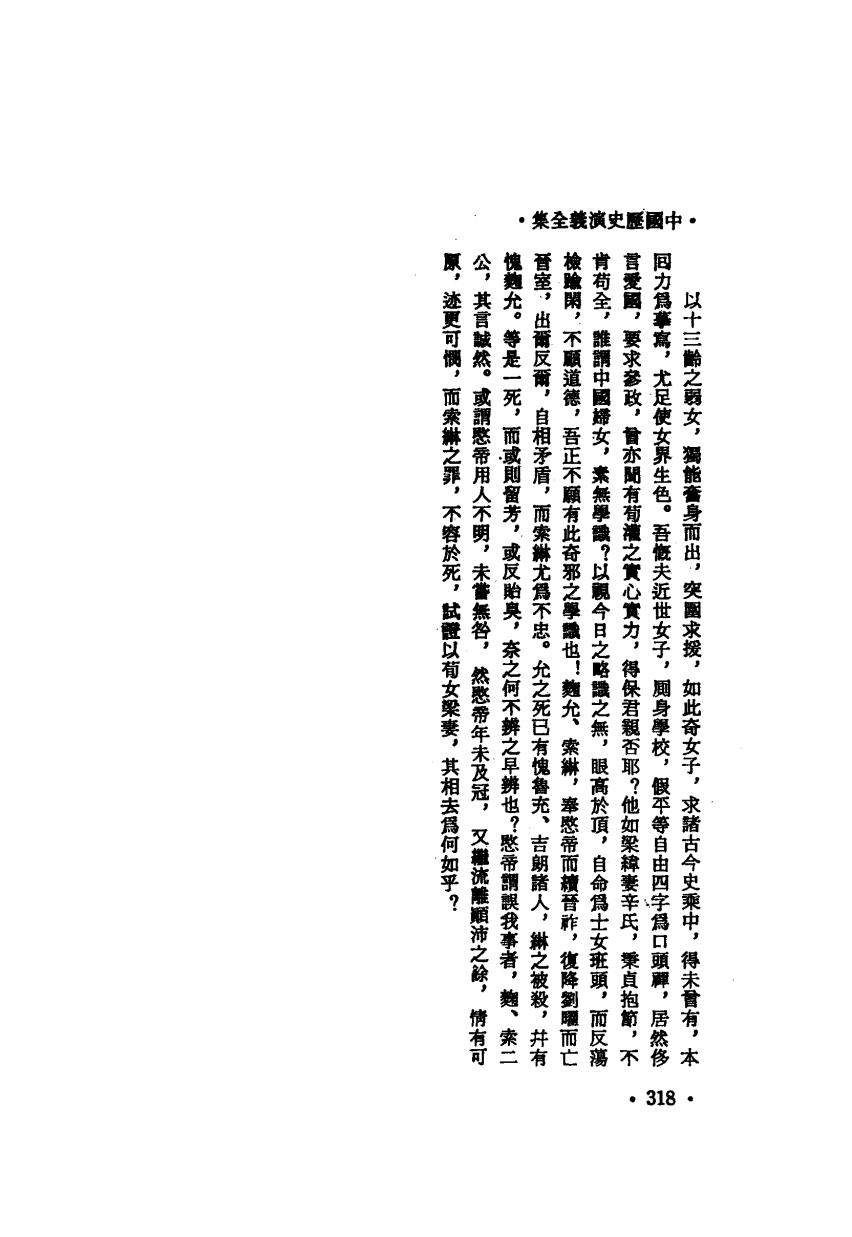 •中國歷史演義全集•
以十三齡之弱女，獨能奮身而出，突圍求援，如此奇女子，求諸古今史乘中，得未曾有，本
回力爲摹寫，尤足使女界生色。吾慨夫近世女子，厠身學校，假平等自由四字爲口頭禪，居然侈
言愛國，要求參政，曾亦聞有荀灌之實心實力，得保君親否耶？他如梁緯妻辛氏，秉貞抱節，不
肯苟全，誰謂中國婦女，素無學識？以視今日之略識之無，眼高於頂，自命爲士女班頭，而反蕩
檢踰閑，不顧道德，吾正不願有此奇邪之學識也！麴允、索綝，奉愍帝而續晉祚，復降劉曜而亡
晉室，出爾反爾，自相矛盾，而索綝尤爲不忠。允之死已有愧魯充、吉朗諸人，綝之被殺，幷有
愧麴允。等是一死，而或則留芳，或反貽臭，奈之何不辨之早辨也？愍帝謂誤我事者，麴、索二
公，其言誠然。或謂愍帝用人不明，未嘗無咎，然愍帝年未及冠，又繼流離顚沛之餘，情有可
原，迹更可憫，而索綝之罪，不容於死，試證以荀女梁妻，其相去爲何如乎？
•318•